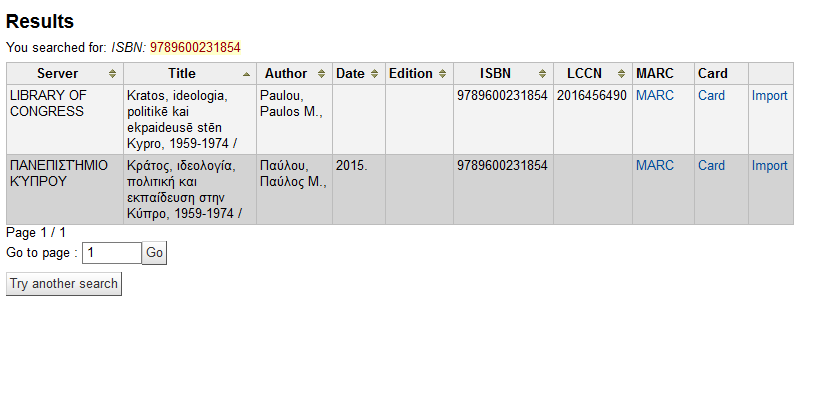 Results
You searched for: ISBN: 9789600231854
Server Title Author Date Edition ISBN LCCN MARC Card
LIBRARY OF Kratos, ideologia, Paulou, 9789600231854 2016456490 MARC Card Import
CONGRESS politikē kai Paulos M.,
ekpaideusē stēn
Kypro, 1959-1974 /
ΠΑΝΕΠΙΣΤΉΜΙΟ Κράτος, ιδεολογία, Παύλου, 2015. 9789600231854 MARC Card Import
ΚΎΠΡΟΥ πολιτική και Παύλος Μ.,
εκπαίδευση στην
Κύπρο, 1959-1974 /
Page 1 / 1
Go to page : 1 Go
Try another search